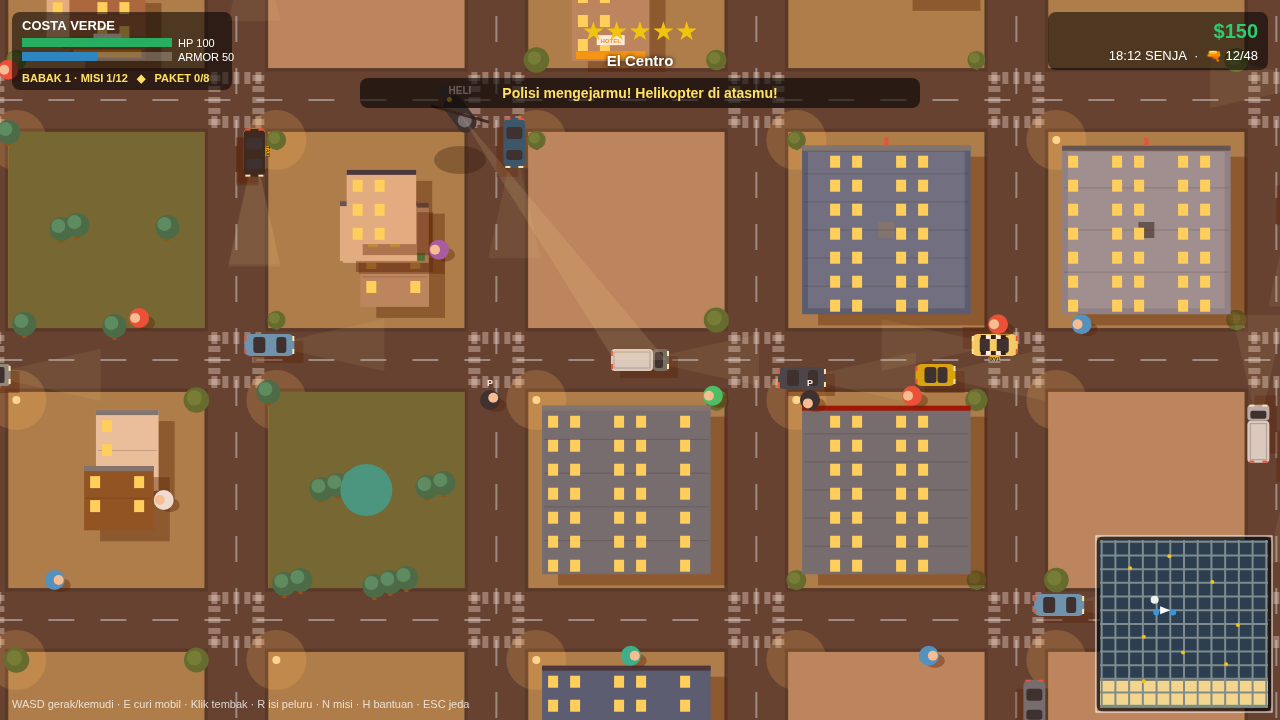 COSTA VERDE
HP 100
ARMOR 50
BABAK 1 · MISI 1/12 ◆ PAKET 0/8
★★★★★
HOTEL
El Centro
$150
18:12 SENJA · 🔫 12/48
HELI
Polisi mengejarmu! Helikopter di atasmu!
TAXI
P
P
WASD gerak/kemudi · E curi mobil · Klik tembak · R isi peluru · N misi · H bantuan · ESC jeda